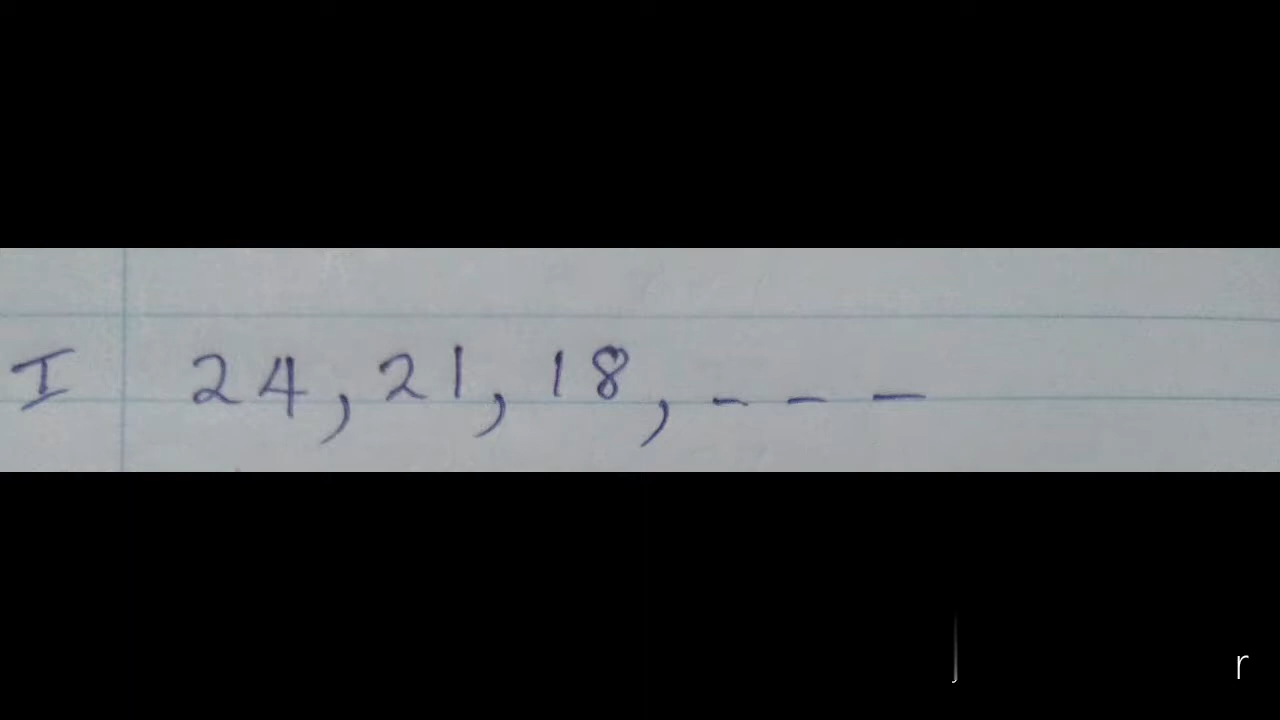 I 24, 21, 18, _ _ _
r